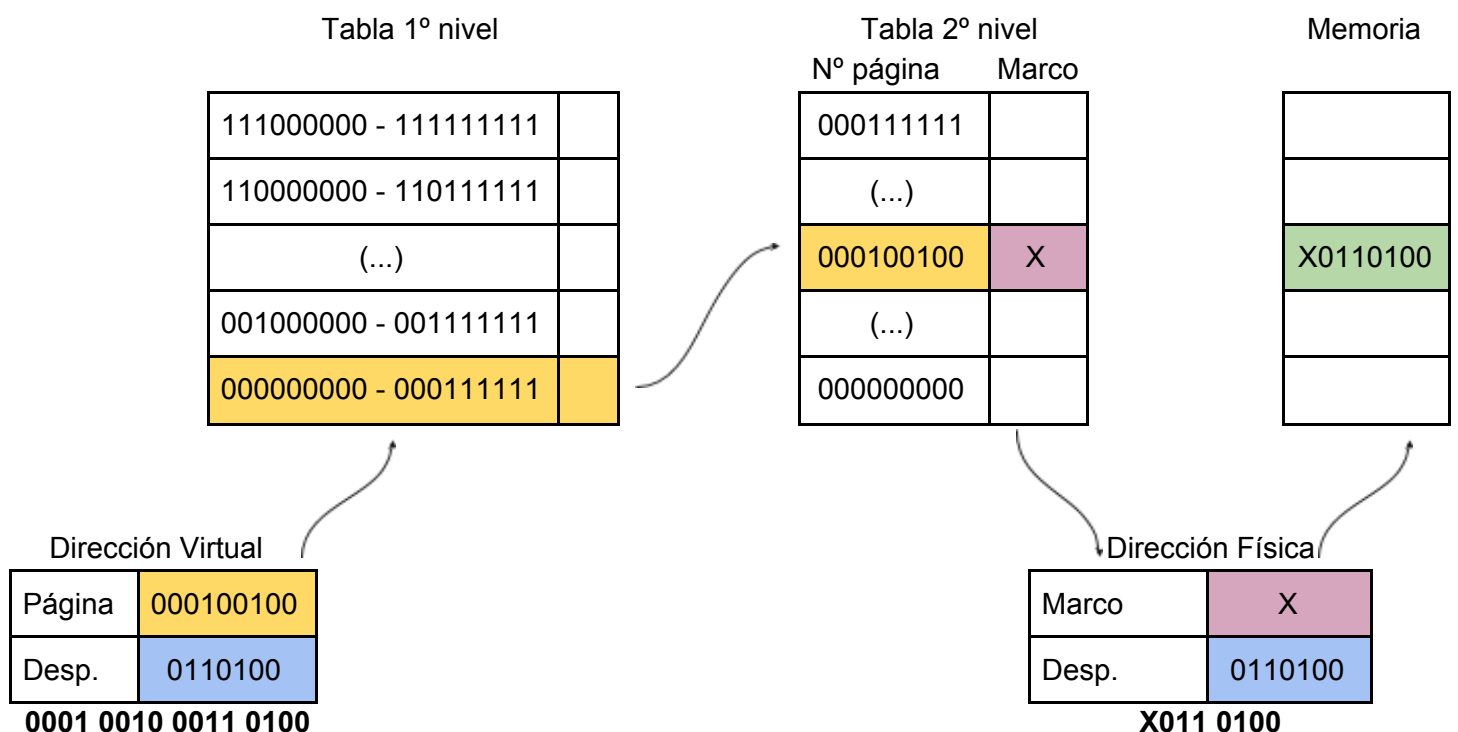 Tabla 1º nivel
Tabla 2º nivel
Memoria
Nº página Marco
111000000 - 111111111
110000000 - 110111111
(...)
001000000 - 001111111
000000000 - 000111111
000111111
(...)
000100100 X
(...)
000000000
X0110100
Dirección Virtual
Página 000100100
Desp. 0110100
0001 0010 0011 0100
Dirección Física
Marco X
Desp. 0110100
X011 0100